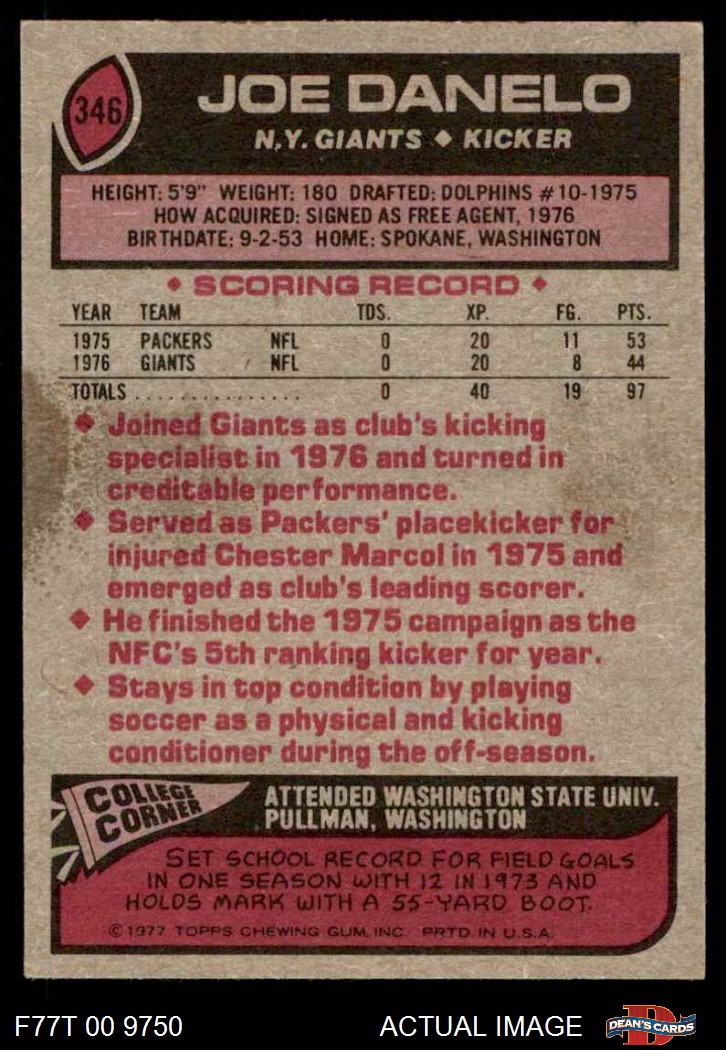 346
JOE DANELO
N.Y. GIANTS ◆ KICKER
HEIGHT: 5'9" WEIGHT: 180 DRAFTED: DOLPHINS #10-1975
HOW ACQUIRED: SIGNED AS FREE AGENT, 1976
BIRTHDATE: 9-2-53 HOME: SPOKANE, WASHINGTON
◆ SCORING RECORD ◆
YEAR TEAM TDS. XP. FG. PTS.
1975 PACKERS NFL 0 20 11 53
1976 GIANTS NFL 0 20 8 44
TOTALS . . . . . . . . . . . . . . . . 0 40 19 97
◆ Joined Giants as club's kicking
specialist in 1976 and turned in
creditable performance.
◆ Served as Packers' placekicker for
injured Chester Marcol in 1975 and
emerged as club's leading scorer.
◆ He finished the 1975 campaign as the
NFC's 5th ranking kicker for year.
◆ Stays in top condition by playing
soccer as a physical and kicking
conditioner during the off-season.
COLLEGE
CORNER
ATTENDED WASHINGTON STATE UNIV.
PULLMAN, WASHINGTON
SET SCHOOL RECORD FOR FIELD GOALS
IN ONE SEASON WITH 12 IN 1973 AND
HOLDS MARK WITH A 55-YARD BOOT.
©1977 TOPPS CHEWING GUM, INC. PRTD. IN U.S.A.
F77T 00 9750 ACTUAL IMAGE D DEAN'S CARDS